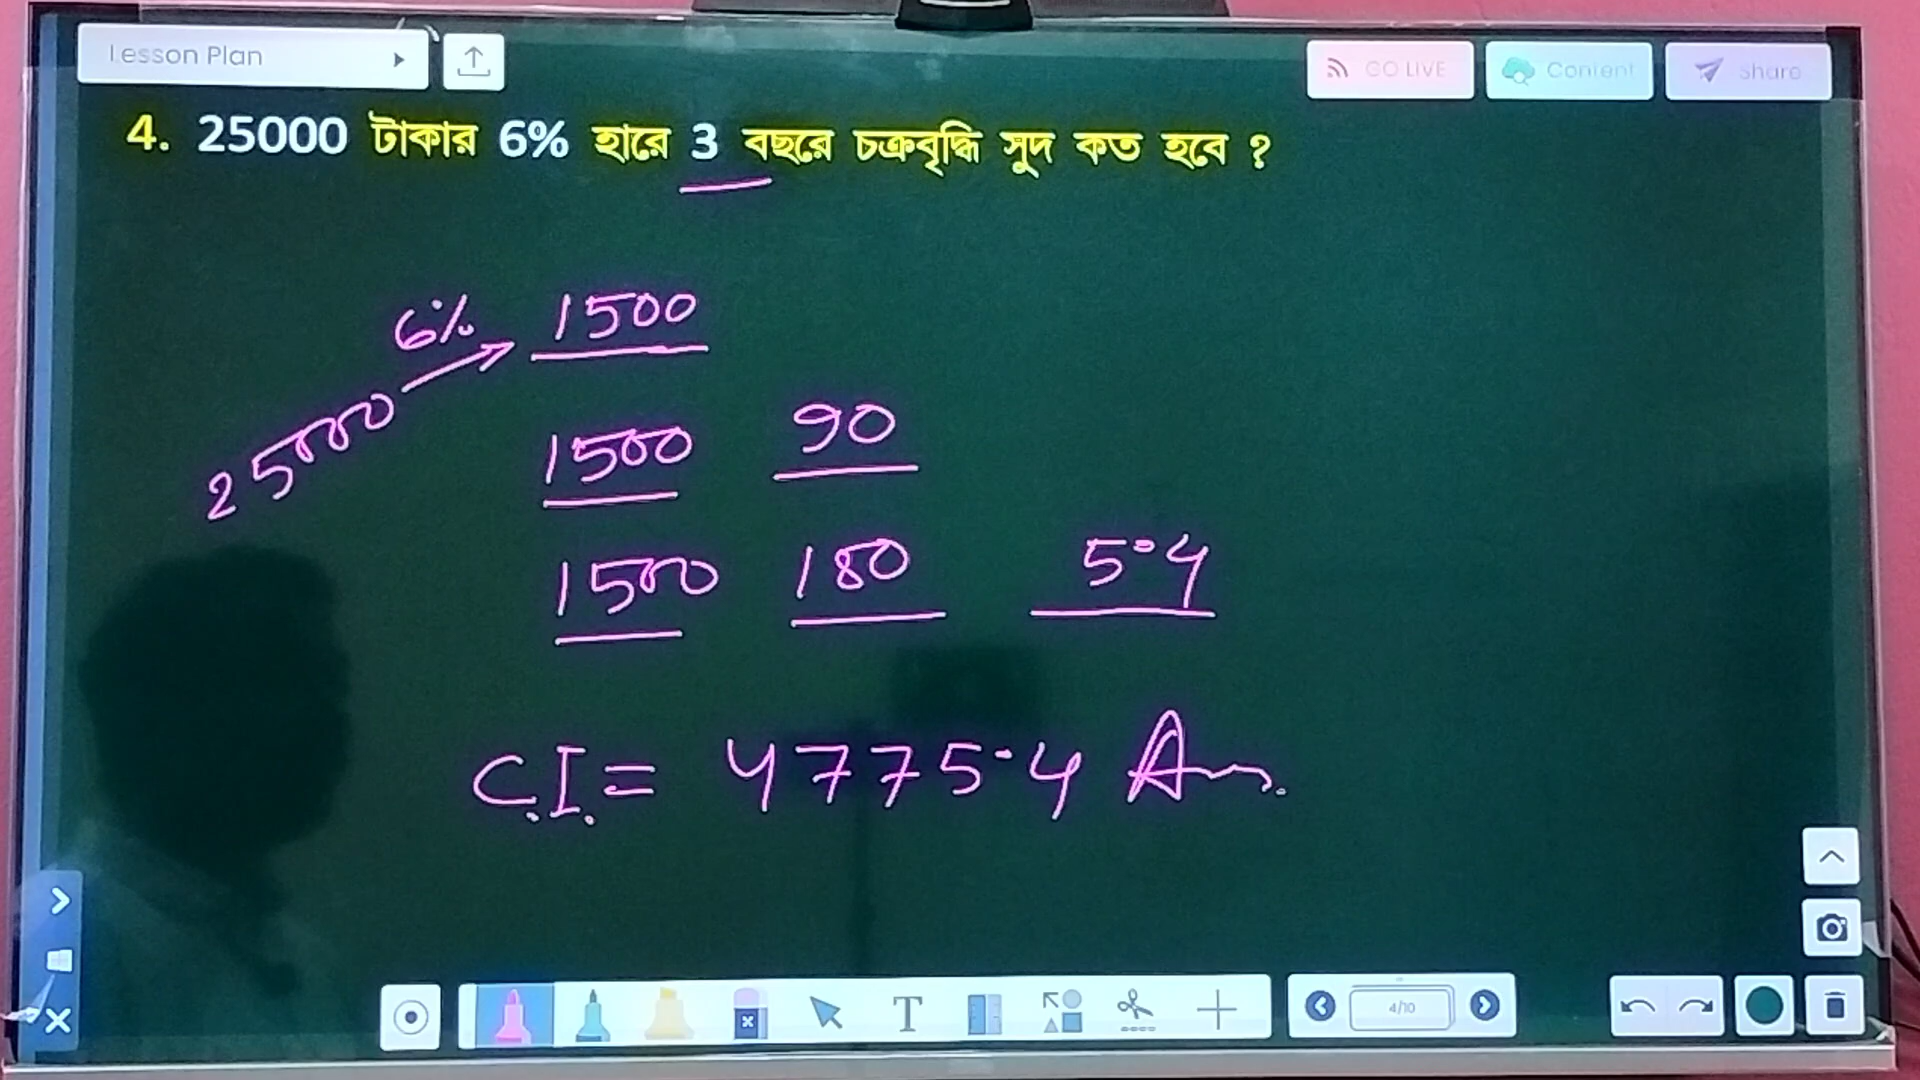 Lesson Plan
GO LIVE Content Share
4. 25000 টাকার 6% হারে 3 বছরে চক্রবৃদ্ধি সুদ কত হবে ?
25000 6% 1500
1500 90
1500 180 5.4
C.I. = 4775.4 Ans.
T 4/10